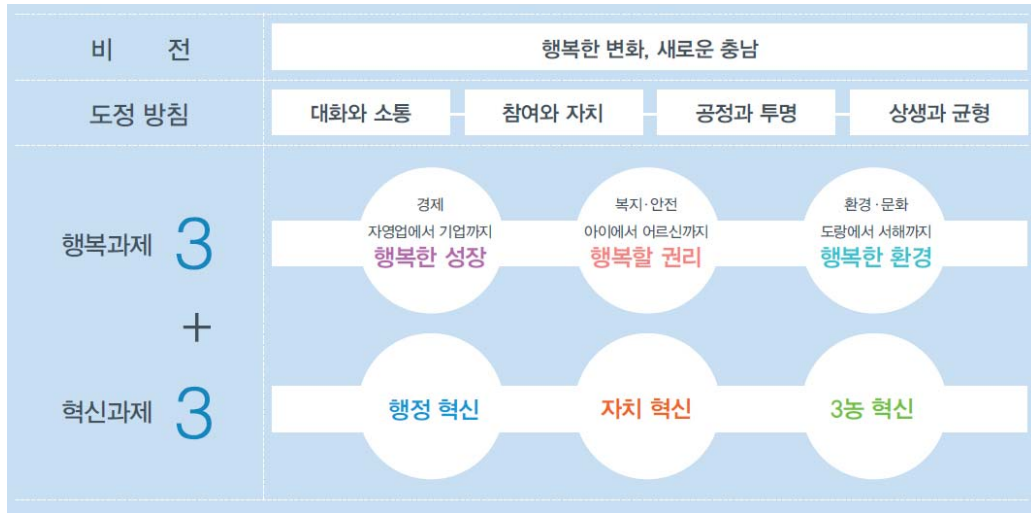 비 전
행복한 변화, 새로운 충남
도정 방침
대화와 소통
참여와 자치
공정과 투명
상생과 균형
행복과제 3
경제
자영업에서 기업까지
행복한 성장
복지·안전
아이에서 어르신까지
행복할 권리
환경·문화
도랑에서 서해까지
행복한 환경
+
혁신과제 3
행정 혁신
자치 혁신
3농 혁신